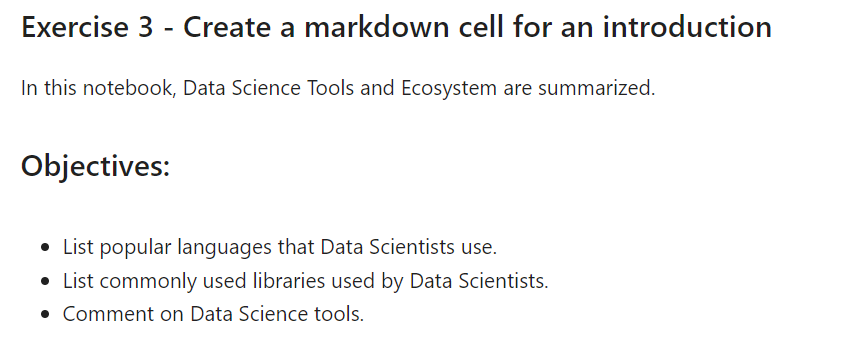 Exercise 3 - Create a markdown cell for an introduction
In this notebook, Data Science Tools and Ecosystem are summarized.
Objectives:
• List popular languages that Data Scientists use.
• List commonly used libraries used by Data Scientists.
• Comment on Data Science tools.